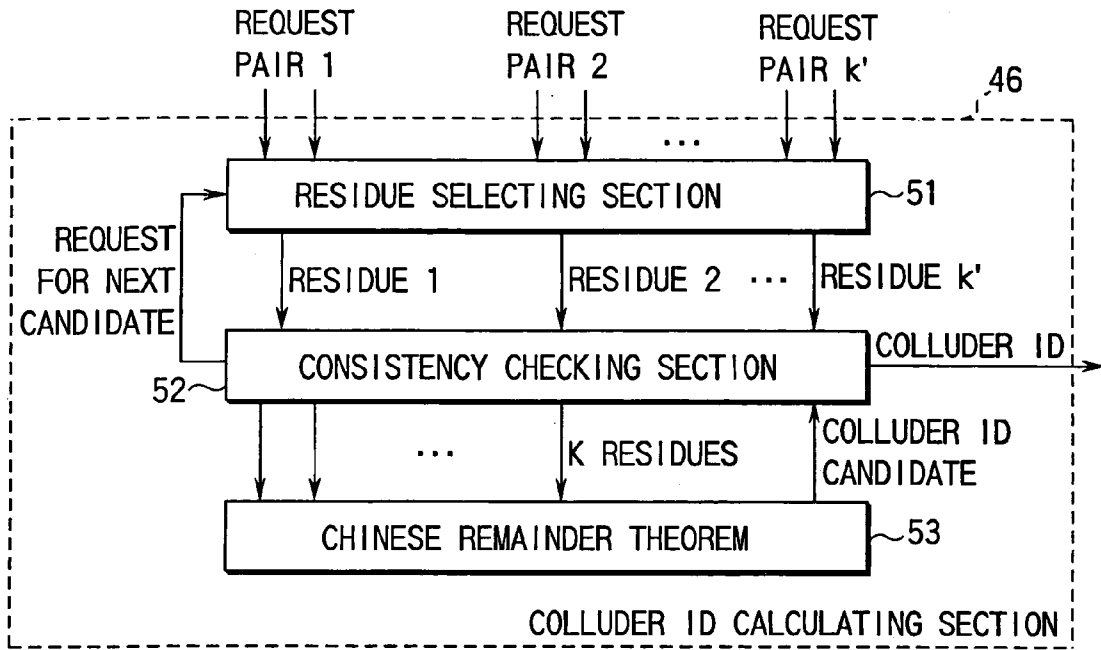 REQUEST
PAIR 1
REQUEST
PAIR 2
REQUEST
PAIR k'
46
...
RESIDUE SELECTING SECTION
51
REQUEST
FOR NEXT
CANDIDATE
RESIDUE 1
RESIDUE 2
...
RESIDUE k'
CONSISTENCY CHECKING SECTION
52
COLLUDER ID
...
K RESIDUES
COLLUDER ID
CANDIDATE
CHINESE REMAINDER THEOREM
53
COLLUDER ID CALCULATING SECTION